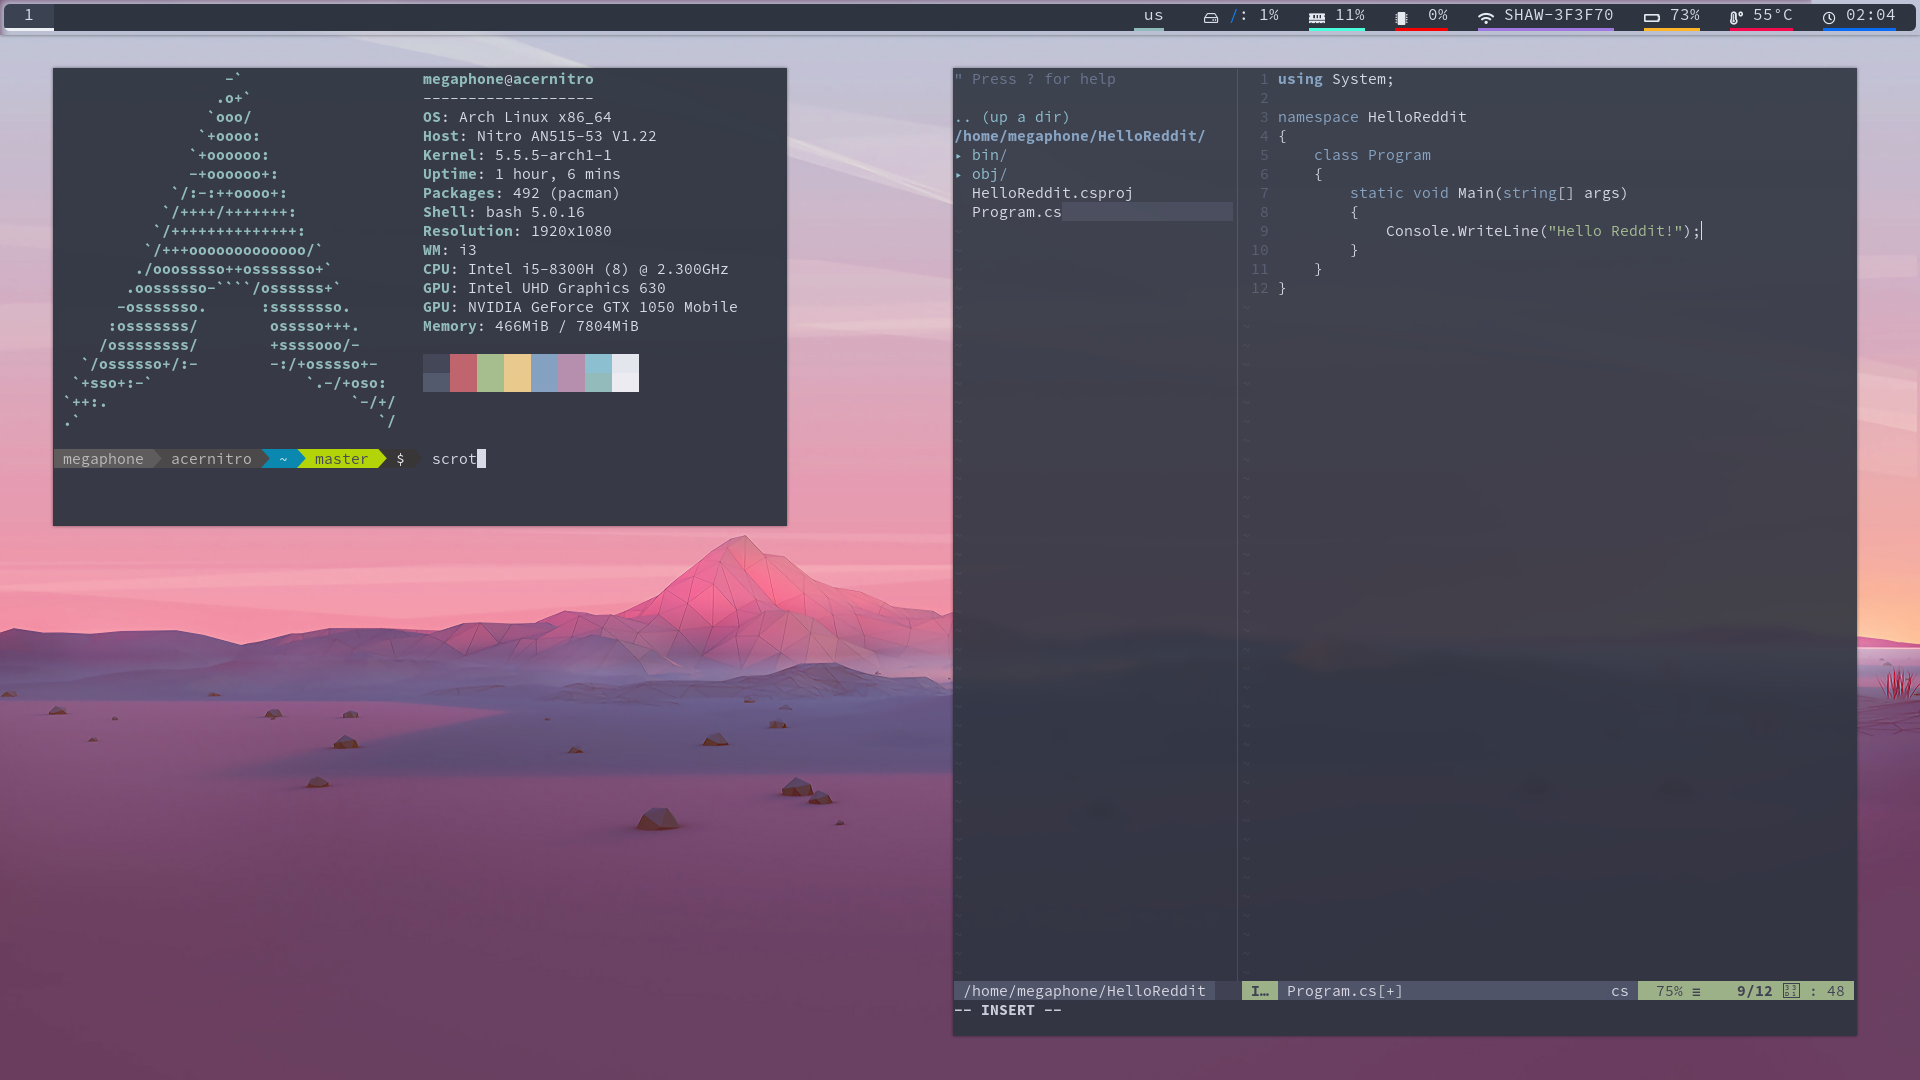 1
us
/: 1%
11%
0%
SHAW-3F3F70
73%
55°C
02:04
-`
.o+`
`ooo/
`+oooo:
`+oooooo:
-+oooooo+:
`/:-:++oooo+:
`/++++/+++++++:
`/++++++++++++++:
`/+++ooooooooooooo/`
./ooosssso++osssssso+`
.oossssso-````/ossssss+`
-osssssso.      :ssssssso.
:osssssss/        osssso+++.
/ossssssss/        +ssssooo/-
`/ossssso+/:-        -:/+osssso+-
`+sso+:-`                 `.-/+oso:
`++:.                           `-/+/
.`                                 `/
megaphone@acernitro
-------------------
OS: Arch Linux x86_64
Host: Nitro AN515-53 V1.22
Kernel: 5.5.5-arch1-1
Uptime: 1 hour, 6 mins
Packages: 492 (pacman)
Shell: bash 5.0.16
Resolution: 1920x1080
WM: i3
CPU: Intel i5-8300H (8) @ 2.300GHz
GPU: Intel UHD Graphics 630
GPU: NVIDIA GeForce GTX 1050 Mobile
Memory: 466MiB / 7804MiB
megaphone acernitro ~ master $ scrot
" Press ? for help
.. (up a dir)
/home/megaphone/HelloReddit/
▸ bin/
▸ obj/
HelloReddit.csproj
Program.cs
/home/megaphone/HelloReddit
1 using System;
2
3 namespace HelloReddit
4 {
5     class Program
6     {
7         static void Main(string[] args)
8         {
9             Console.WriteLine("Hello Reddit!");
10         }
11     }
12 }
I… Program.cs[+] cs 75% ≡ 9/12 : 48
-- INSERT --